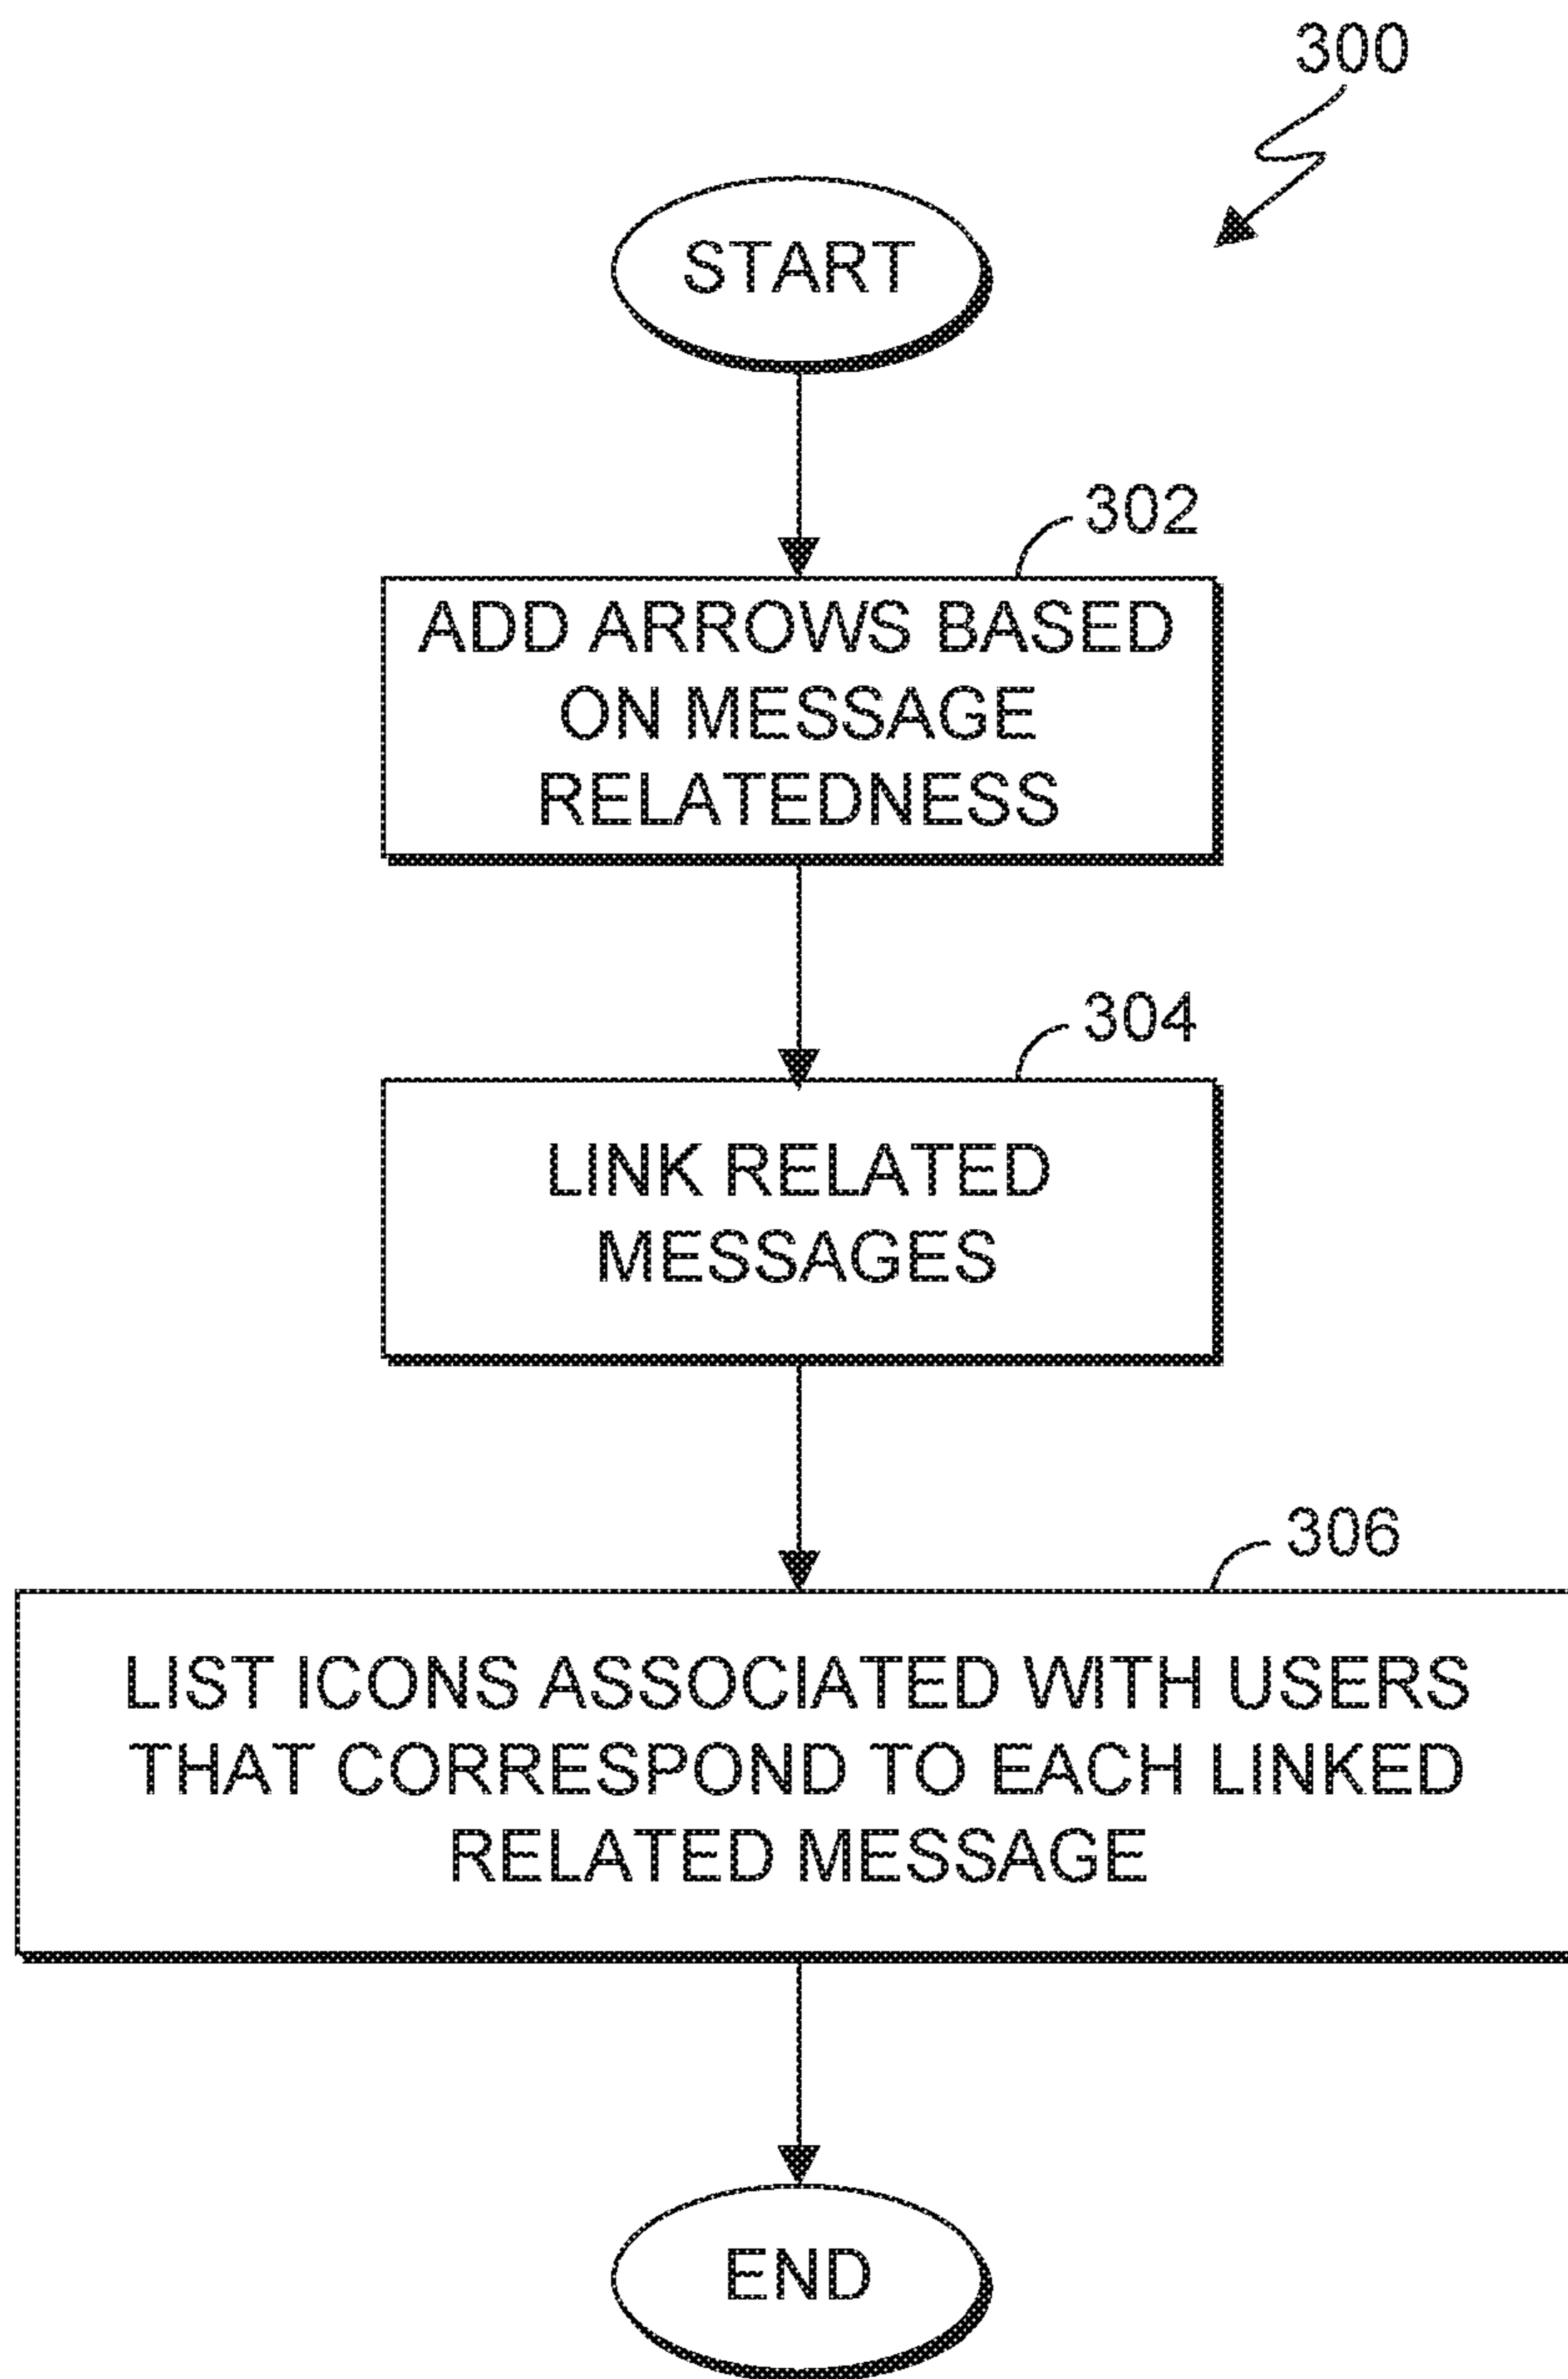 300
START
302
ADD ARROWS BASED
ON MESSAGE
RELATEDNESS
304
LINK RELATED
MESSAGES
306
LIST ICONS ASSOCIATED WITH USERS
THAT CORRESPOND TO EACH LINKED
RELATED MESSAGE
END